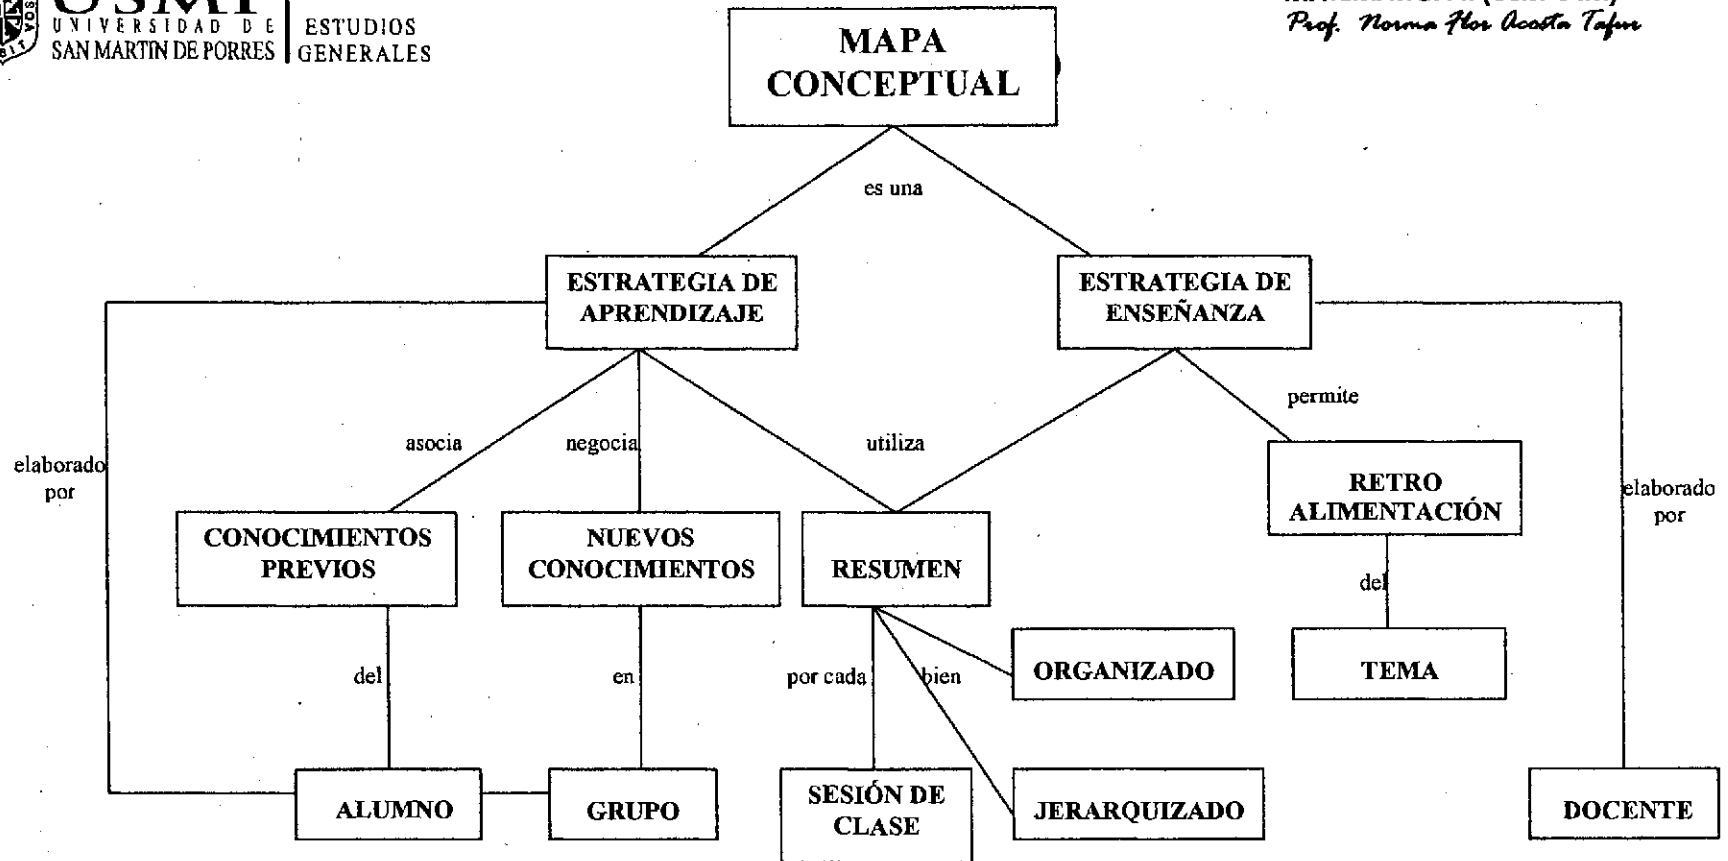 USMP
UNIVERSIDAD DE
SAN MARTIN DE PORRES
ESTUDIOS
GENERALES
Prof. Norma Flor Acosta Tafur
MAPA
CONCEPTUAL
es una
ESTRATEGIA DE
APRENDIZAJE
ESTRATEGIA DE
ENSEÑANZA
elaborado
por
asocia
negocia
utiliza
permite
elaborado
por
CONOCIMIENTOS
PREVIOS
NUEVOS
CONOCIMIENTOS
RESUMEN
RETRO
ALIMENTACIÓN
del
en
por cada
bien
del
ORGANIZADO
TEMA
ALUMNO
GRUPO
SESIÓN DE
CLASE
JERARQUIZADO
DOCENTE